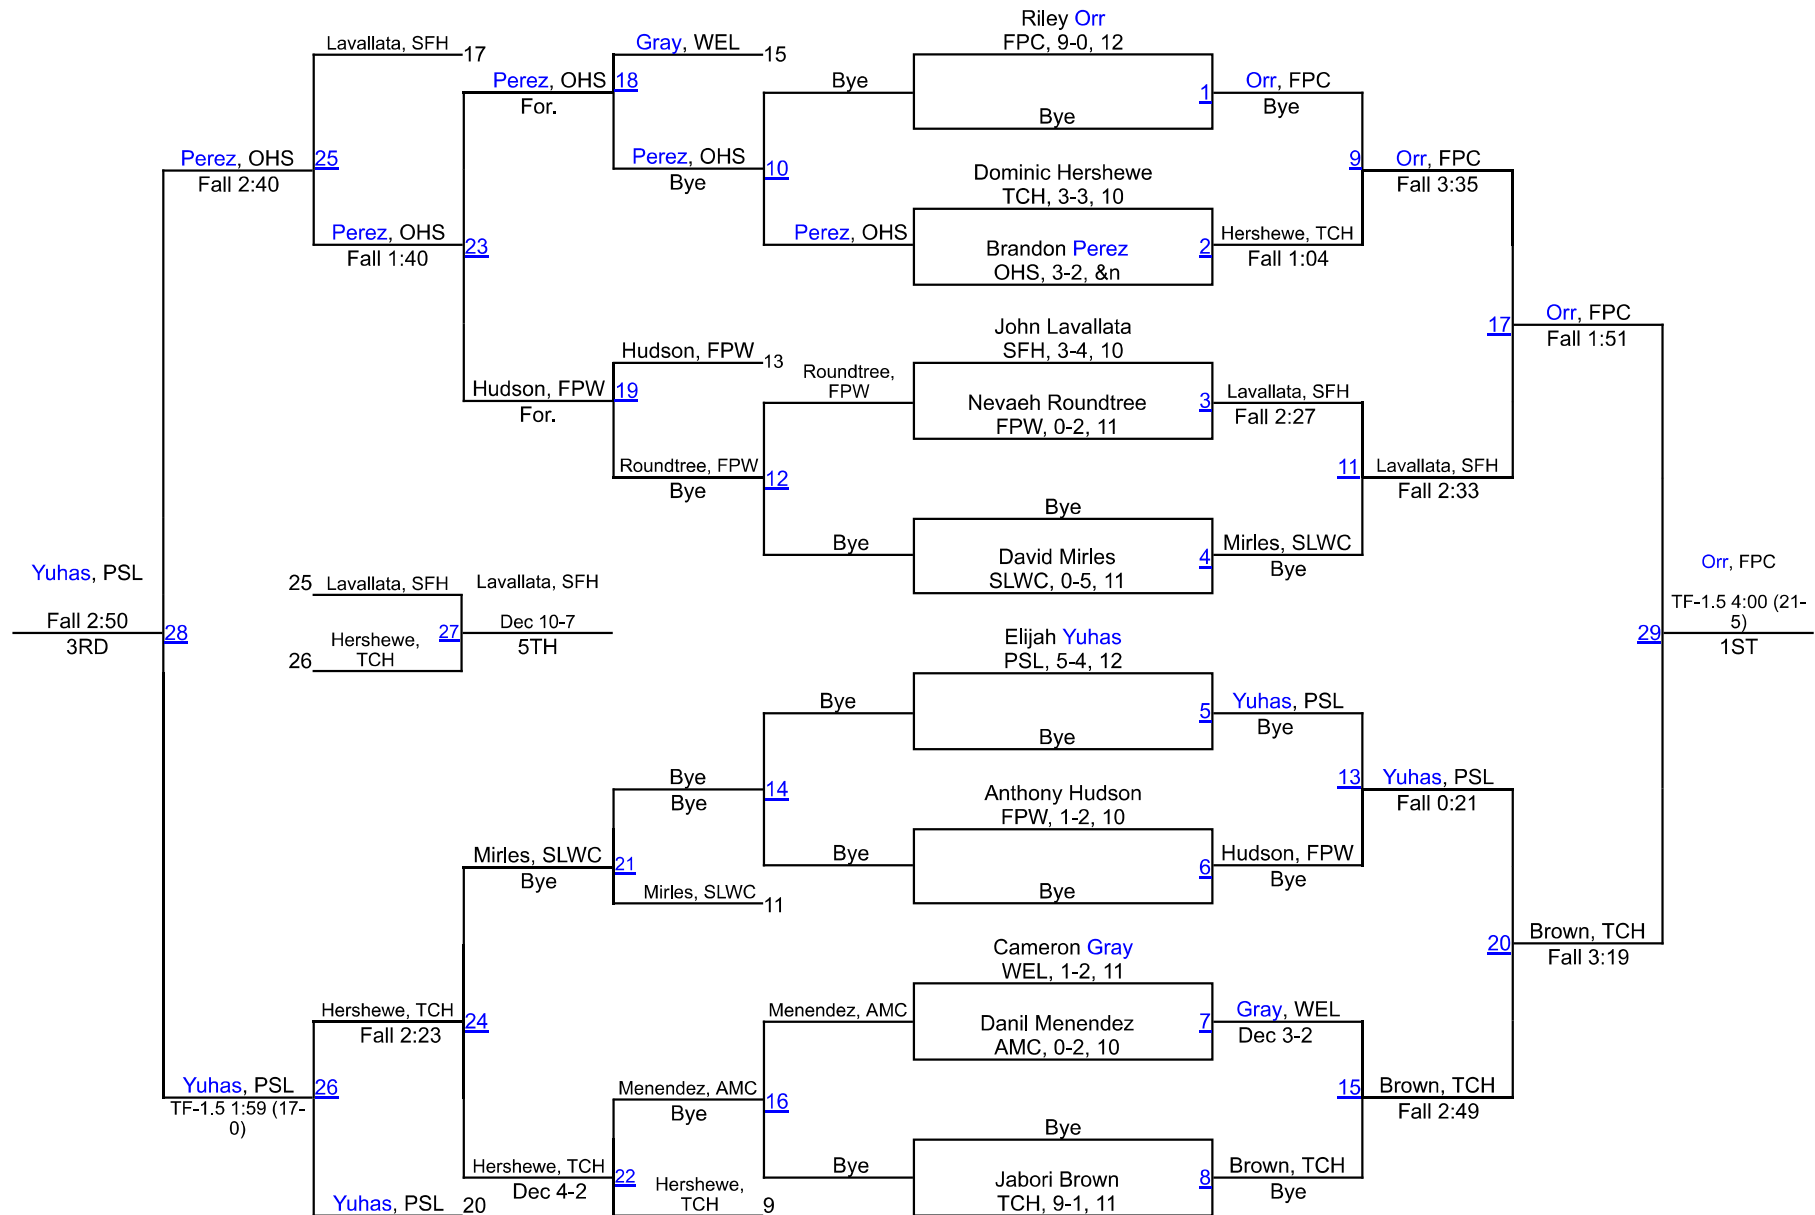 Riley Orr
FPC, 9-0, 12
Lavallata, SFH
17
Gray, WEL
15
Perez, OHS
18
For.
Bye
1
Orr, FPC
Bye
Bye
Perez, OHS
25
Fall 2:40
Perez, OHS
10
Bye
Dominic Hershewe
TCH, 3-3, 10
9
Orr, FPC
Fall 3:35
Perez, OHS
23
Fall 1:40
Perez, OHS
Brandon Perez
OHS, 3-2, &n
2
Hershewe, TCH
Fall 1:04
John Lavallata
SFH, 3-4, 10
17
Orr, FPC
Fall 1:51
Hudson, FPW
13
Hudson, FPW
19
For.
Roundtree,
FPW
Nevaeh Roundtree
FPW, 0-2, 11
3
Lavallata, SFH
Fall 2:27
Roundtree, FPW
12
Bye
11
Lavallata, SFH
Fall 2:33
Bye
Bye
David Mirles
SLWC, 0-5, 11
4
Mirles, SLWC
Bye
Yuhas, PSL
Fall 2:50
28
3RD
25
Lavallata, SFH
Lavallata, SFH
27
Dec 10-7
5TH
Hershewe,
TCH
26
Orr, FPC
TF-1.5 4:00 (21-
5)
29
1ST
Elijah Yuhas
PSL, 5-4, 12
Bye
5
Yuhas, PSL
Bye
Bye
Bye
14
Bye
Anthony Hudson
FPW, 1-2, 10
13
Yuhas, PSL
Fall 0:21
Mirles, SLWC
21
Bye
Bye
6
Hudson, FPW
Bye
Bye
Mirles, SLWC
11
Cameron Gray
WEL, 1-2, 11
20
Brown, TCH
Fall 3:19
Hershewe, TCH
24
Fall 2:23
Menendez, AMC
Danil Menendez
AMC, 0-2, 10
7
Gray, WEL
Dec 3-2
Yuhas, PSL
26
TF-1.5 1:59 (17-
0)
Menendez, AMC
16
Bye
15
Brown, TCH
Fall 2:49
Bye
Hershewe, TCH
22
Dec 4-2
Bye
Jabori Brown
TCH, 9-1, 11
8
Brown, TCH
Bye
Yuhas, PSL
20
Hershewe,
TCH
9